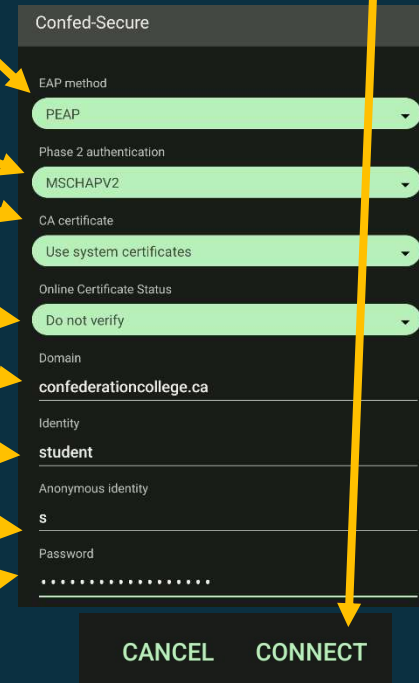 Confed-Secure
EAP method
PEAP
Phase 2 authentication
MSCHAPV2
CA certificate
Use system certificates
Online Certificate Status
Do not verify
Domain
confederationcollege.ca
Identity
student
Anonymous identity
s
Password
••••••••••••••••••
CANCEL CONNECT